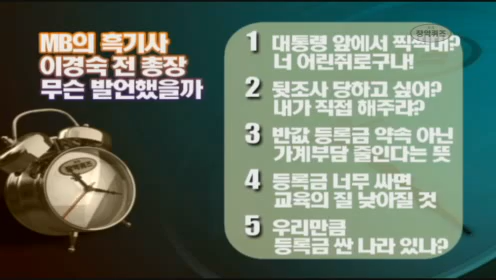 장학퀴즈
MB의 흑기사
이경숙 전 총장
무슨 발언했을까
1 대통령 앞에서 찍찍대?
너 어린쥐로구나!
2 뒷조사 당하고 싶어?
내가 직접 해주랴?
3 반값 등록금 약속 아닌
가계부담 줄인다는 뜻
4 등록금 너무 싸면
교육의 질 낮아질 것
5 우리만큼
등록금 싼 나라 있나?